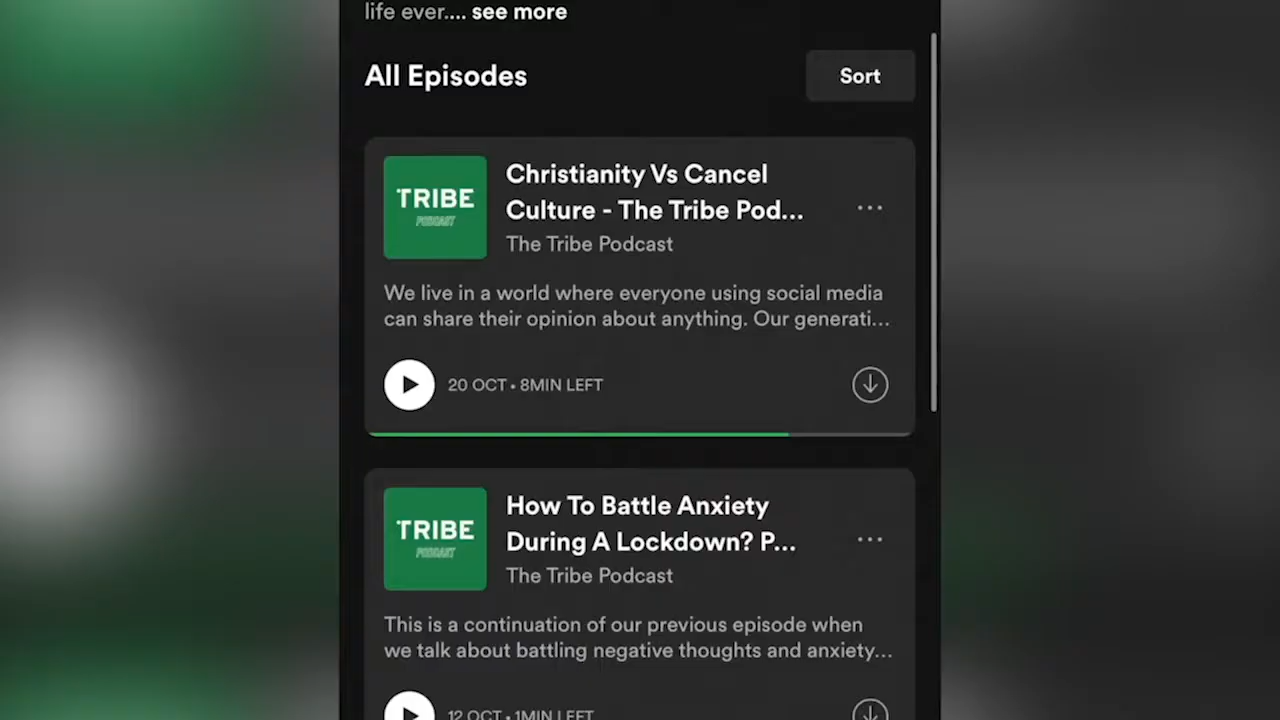 life ever.... see more
All Episodes
Sort
TRIBE
PODCAST
Christianity Vs Cancel
Culture - The Tribe Pod...
The Tribe Podcast
We live in a world where everyone using social media
can share their opinion about anything. Our generati...
20 OCT • 8MIN LEFT
TRIBE
PODCAST
How To Battle Anxiety
During A Lockdown? P...
The Tribe Podcast
This is a continuation of our previous episode when
we talk about battling negative thoughts and anxiety...
12 OCT • 1MIN LEFT